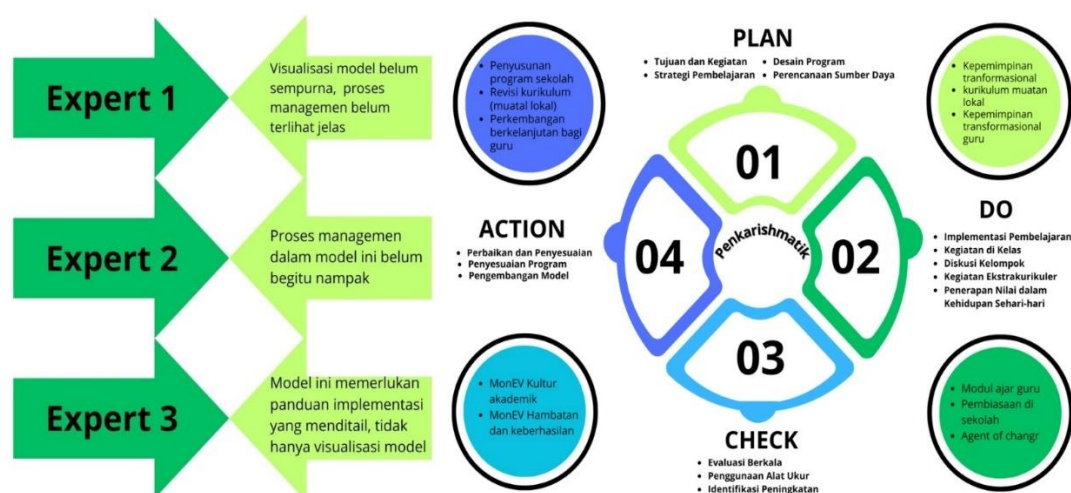 Expert 1
Visualisasi model belum
sempurna, proses
managemen belum
terlihat jelas
Expert 2
Proses managemen
dalam model ini belum
begitu nampak
Expert 3
Model ini memerlukan
panduan implementasi
yang menditail, tidak
hanya visualisasi model
• Penyusunan
program sekolah
• Revisi kurikulum
(muatal lokal)
• Perkembangan
berkelanjutan bagi
guru
PLAN
• Tujuan dan Kegiatan
• Strategi Pembelajaran
• Desain Program
• Perencanaan Sumber Daya
• Kepemimpinan
tranformasional
• kurikulum muatan
lokal
• Kepemimpinan
transformasional
guru
01
02
03
04
Penkarishmatik
ACTION
• Perbaikan dan Penyesuaian
• Penyesuaian Program
• Pengembangan Model
DO
• Implementasi Pembelajaran
• Kegiatan di Kelas
• Diskusi Kelompok
• Kegiatan Ekstrakurikuler
• Penerapan Nilai dalam
Kehidupan Sehari-hari
• MonEV Kultur
akademik
• MonEV Hambatan
dan keberhasilan
CHECK
• Evaluasi Berkala
• Penggunaan Alat Ukur
• Identifikasi Peningkatan
• Modul ajar guru
• Pembiasaan di
sekolah
• Agent of changr